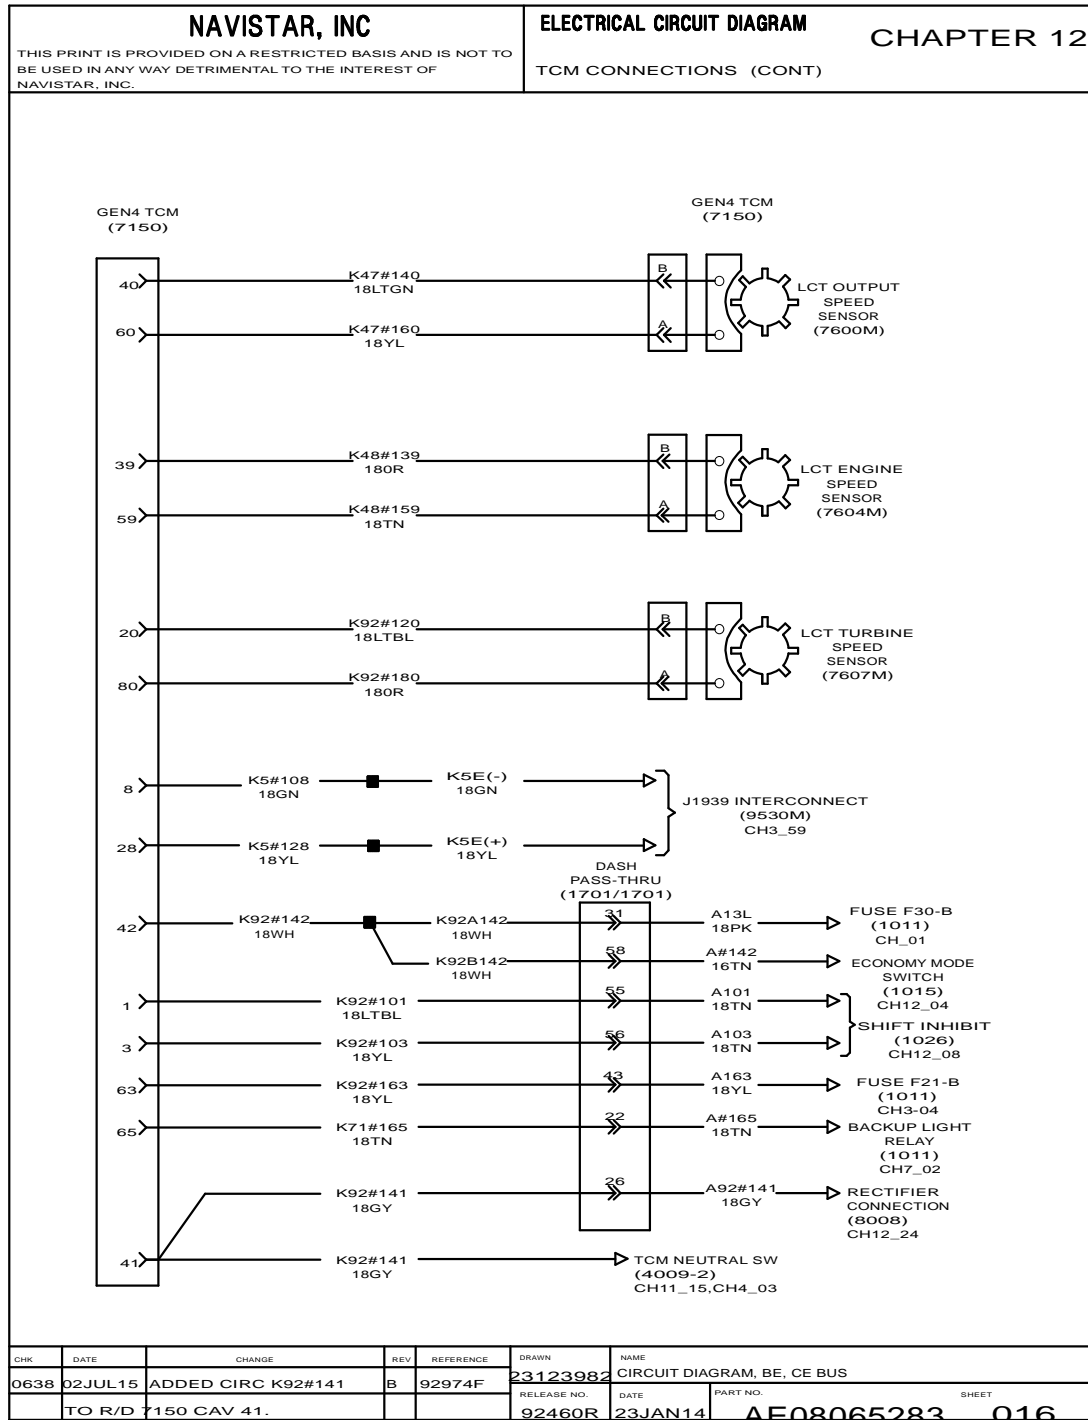 NAVISTAR, INC
THIS PRINT IS PROVIDED ON A RESTRICTED BASIS AND IS NOT TO
BE USED IN ANY WAY DETRIMENTAL TO THE INTEREST OF
NAVISTAR, INC.
ELECTRICAL CIRCUIT DIAGRAM
TCM CONNECTIONS (CONT)
CHAPTER 12
GEN4 TCM
(7150)
GEN4 TCM
(7150)
40
K47#140
18LTGN
B
LCT OUTPUT
SPEED
SENSOR
(7600M)
60
K47#160
18YL
A
39
K48#139
180R
B
LCT ENGINE
SPEED
SENSOR
(7604M)
59
K48#159
18TN
A
20
K92#120
18LTBL
B
LCT TURBINE
SPEED
SENSOR
(7607M)
80
K92#180
180R
A
8
K5#108
18GN
K5E(-)
18GN
J1939 INTERCONNECT
(9530M)
CH3_59
28
K5#128
18YL
K5E(+)
18YL
DASH
PASS-THRU
(1701/1701)
42
K92#142
18WH
K92A142
18WH
31
A13L
18PK
FUSE F30-B
(1011)
CH_01
K92B142
18WH
58
A#142
16TN
ECONOMY MODE
SWITCH
(1015)
CH12_04
1
K92#101
18LTBL
55
A101
18TN
SHIFT INHIBIT
(1026)
CH12_08
3
K92#103
18YL
56
A103
18TN
63
K92#163
18YL
43
A163
18YL
FUSE F21-B
(1011)
CH3-04
65
K71#165
18TN
22
A#165
18TN
BACKUP LIGHT
RELAY
(1011)
CH7_02
K92#141
18GY
26
A92#141
18GY
RECTIFIER
CONNECTION
(8008)
CH12_24
41
K92#141
18GY
TCM NEUTRAL SW
(4009-2)
CH11_15,CH4_03
CHK DATE CHANGE REV REFERENCE
0638 02JUL15 ADDED CIRC K92#141 B 92974F
TO R/D 7150 CAV 41.
DRAWN
23123982
NAME
CIRCUIT DIAGRAM, BE, CE BUS
RELEASE NO. DATE PART NO. SHEET
92460R 23JAN14 AE08065283 016